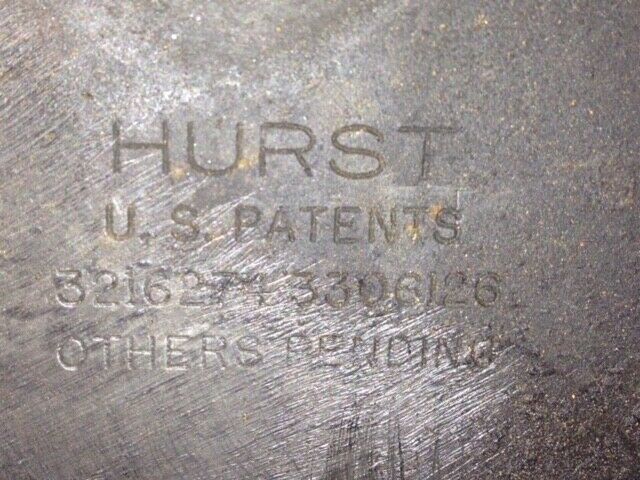 HURST
U.S. PATENTS
3216274 3306126
OTHERS PENDING